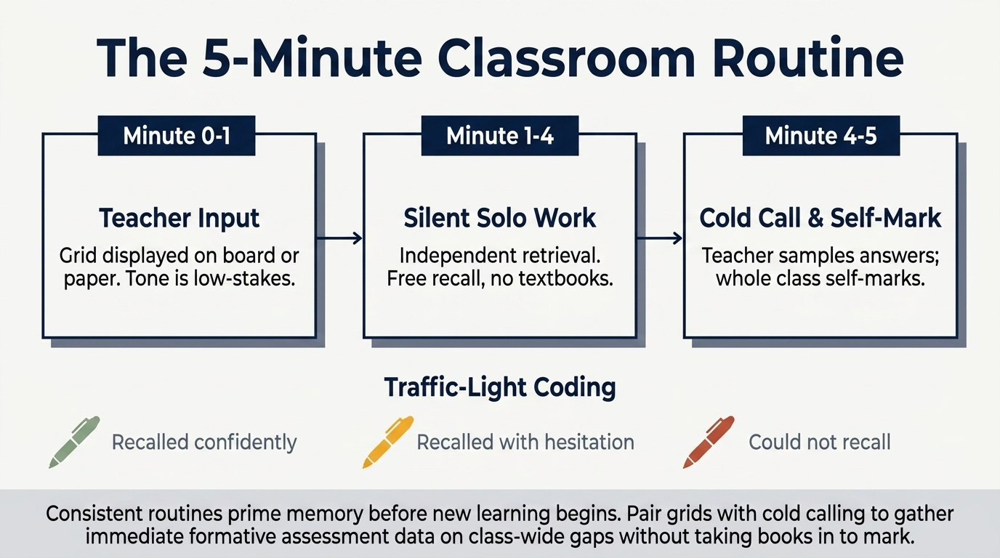 The 5-Minute Classroom Routine
Minute 0-1
Teacher Input
Grid displayed on board or
paper. Tone is low-stakes.
Minute 1-4
Silent Solo Work
Independent retrieval.
Free recall, no textbooks.
Minute 4-5
Cold Call & Self-Mark
Teacher samples answers;
whole class self-marks.
Traffic-Light Coding
Recalled confidently
Recalled with hesitation
Could not recall
Consistent routines prime memory before new learning begins. Pair grids with cold calling to gather
immediate formative assessment data on class-wide gaps without taking books in to mark.